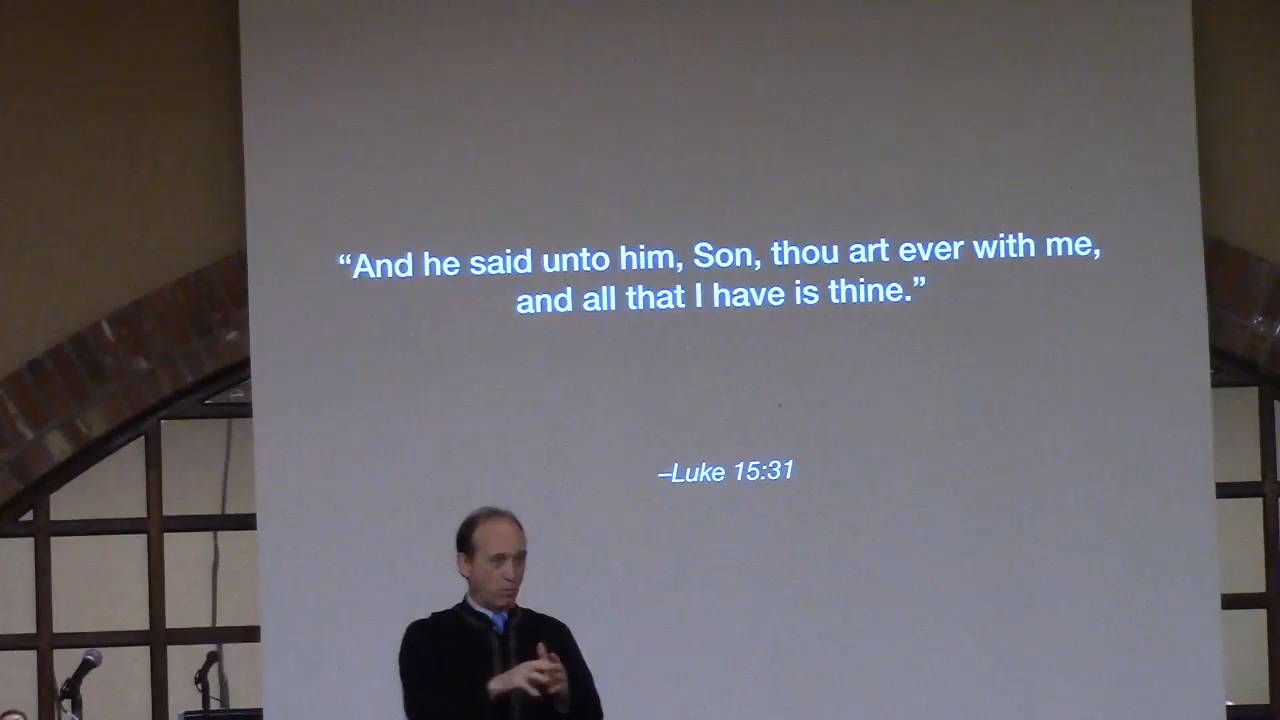 “And he said unto him, Son, thou art ever with me,
and all that I have is thine.”
–Luke 15:31